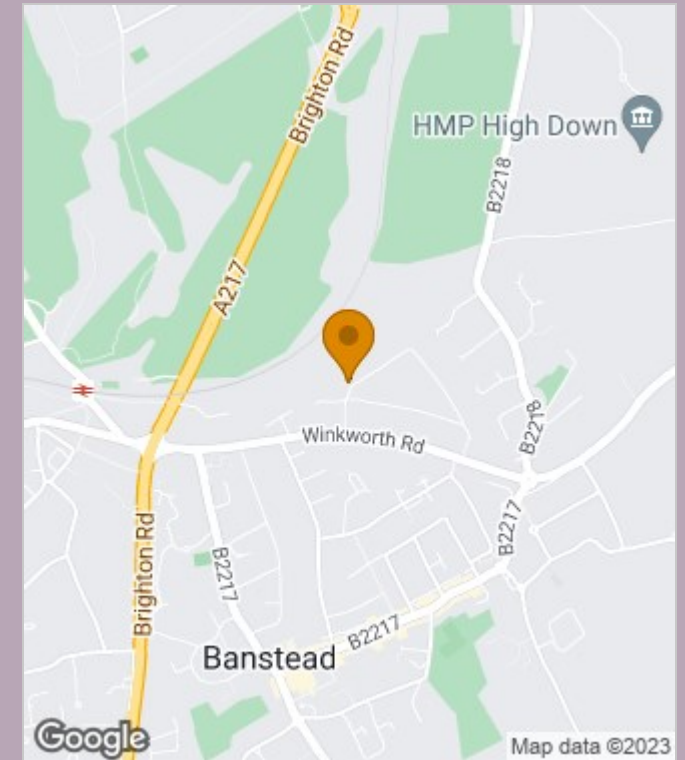 Brighton Rd
HMP High Down
B2218
A217
Winkworth Rd
B2218
B2217
Brighton Rd
B2217
B2217
Banstead
Google
Map data ©2023